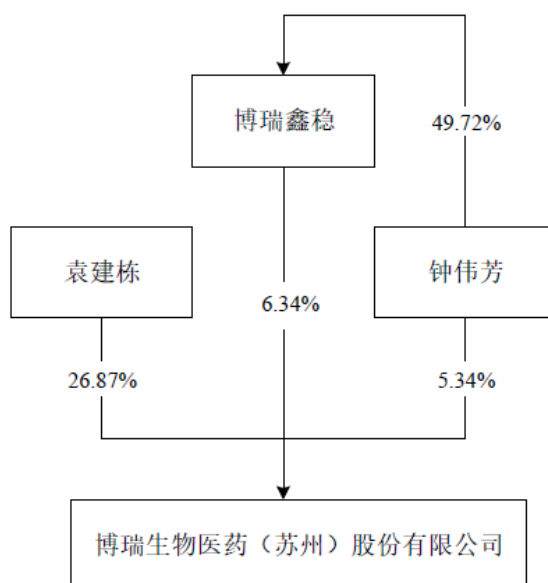 博瑞鑫稳
49.72%
袁建栋
钟伟芳
6.34%
26.87%
5.34%
博瑞生物医药（苏州）股份有限公司